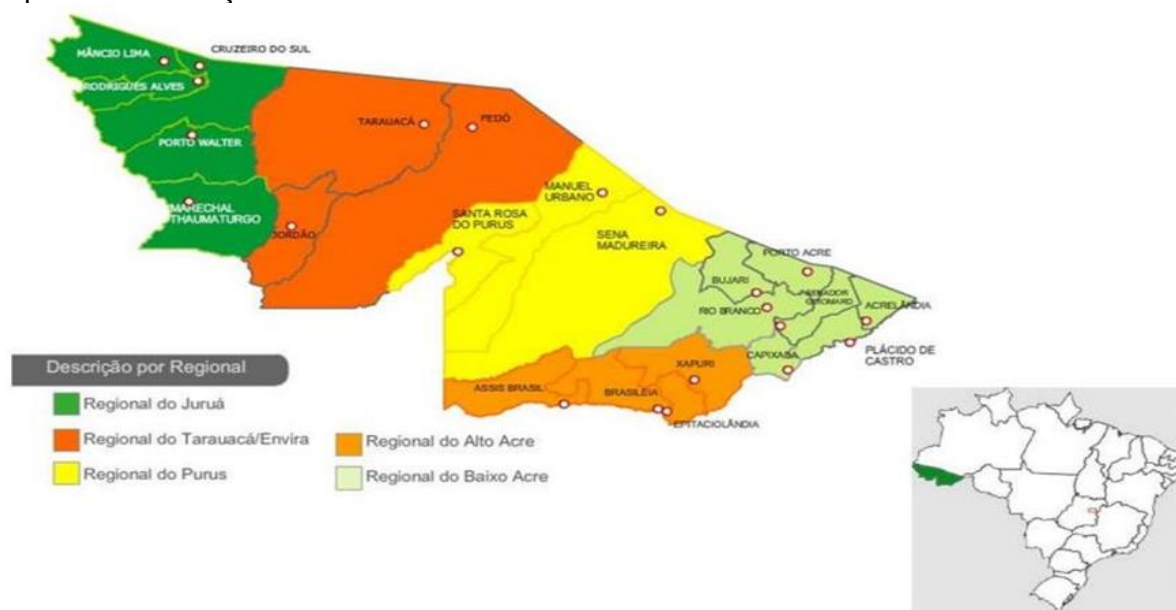 MÂNCIO LIMA
CRUZEIRO DO SUL
RODRIGUES ALVES
TARAUACÁ
FEIJÓ
PORTO WALTER
MANUEL
URBANO
MARECHAL
THAUMATURGO
SANTA ROSA
DO PURUS
JORDÃO
SENA
MADUREIRA
PORTO ACRE
BUJARI
SENADOR
GUIOMARD
RIO BRANCO
ACRELÂNDIA
PLÁCIDO DE
CASTRO
CAPIXABA
XAPURI
ASSIS BRASIL
BRASILÉIA
EPITACIOLÂNDIA
Descrição por Regional
Regional do Juruá
Regional do Tarauacá/Envira
Regional do Purus
Regional do Alto Acre
Regional do Baixo Acre